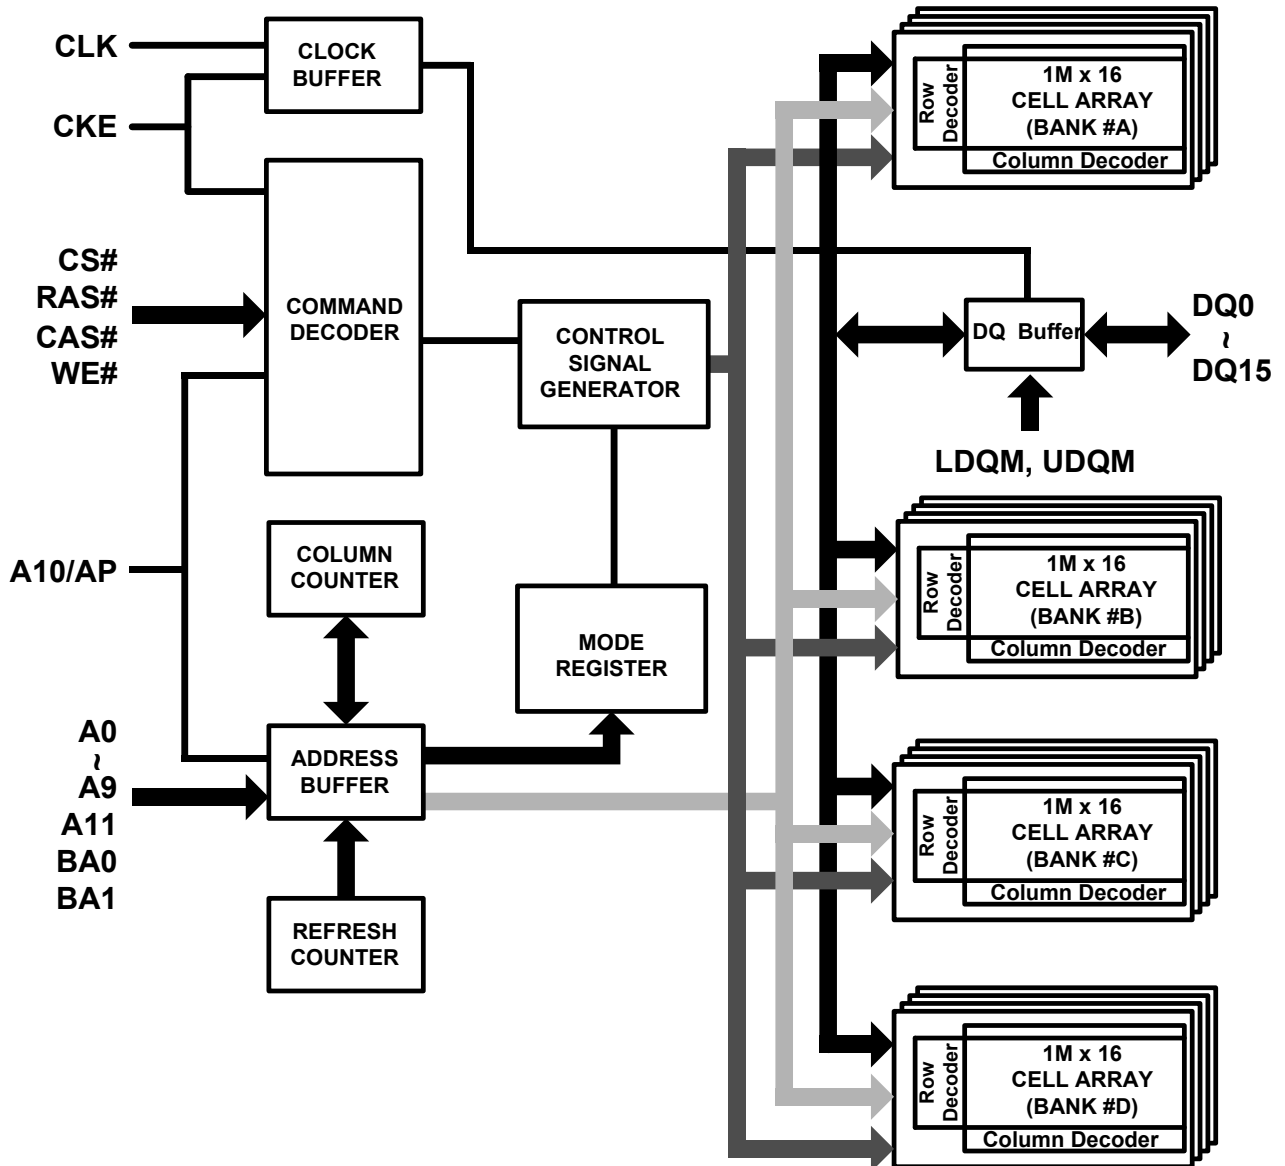 CLK
CKE
CS#
RAS#
CAS#
WE#
A10/AP
A0
~
A9
A11
BA0
BA1
CLOCK
BUFFER
COMMAND
DECODER
COLUMN
COUNTER
ADDRESS
BUFFER
REFRESH
COUNTER
CONTROL
SIGNAL
GENERATOR
MODE
REGISTER
Row
Decoder
1M x 16
CELL ARRAY
(BANK #A)
Column Decoder
DQ Buffer
DQ0
~
DQ15
LDQM, UDQM
Row
Decoder
1M x 16
CELL ARRAY
(BANK #B)
Column Decoder
Row
Decoder
1M x 16
CELL ARRAY
(BANK #C)
Column Decoder
Row
Decoder
1M x 16
CELL ARRAY
(BANK #D)
Column Decoder